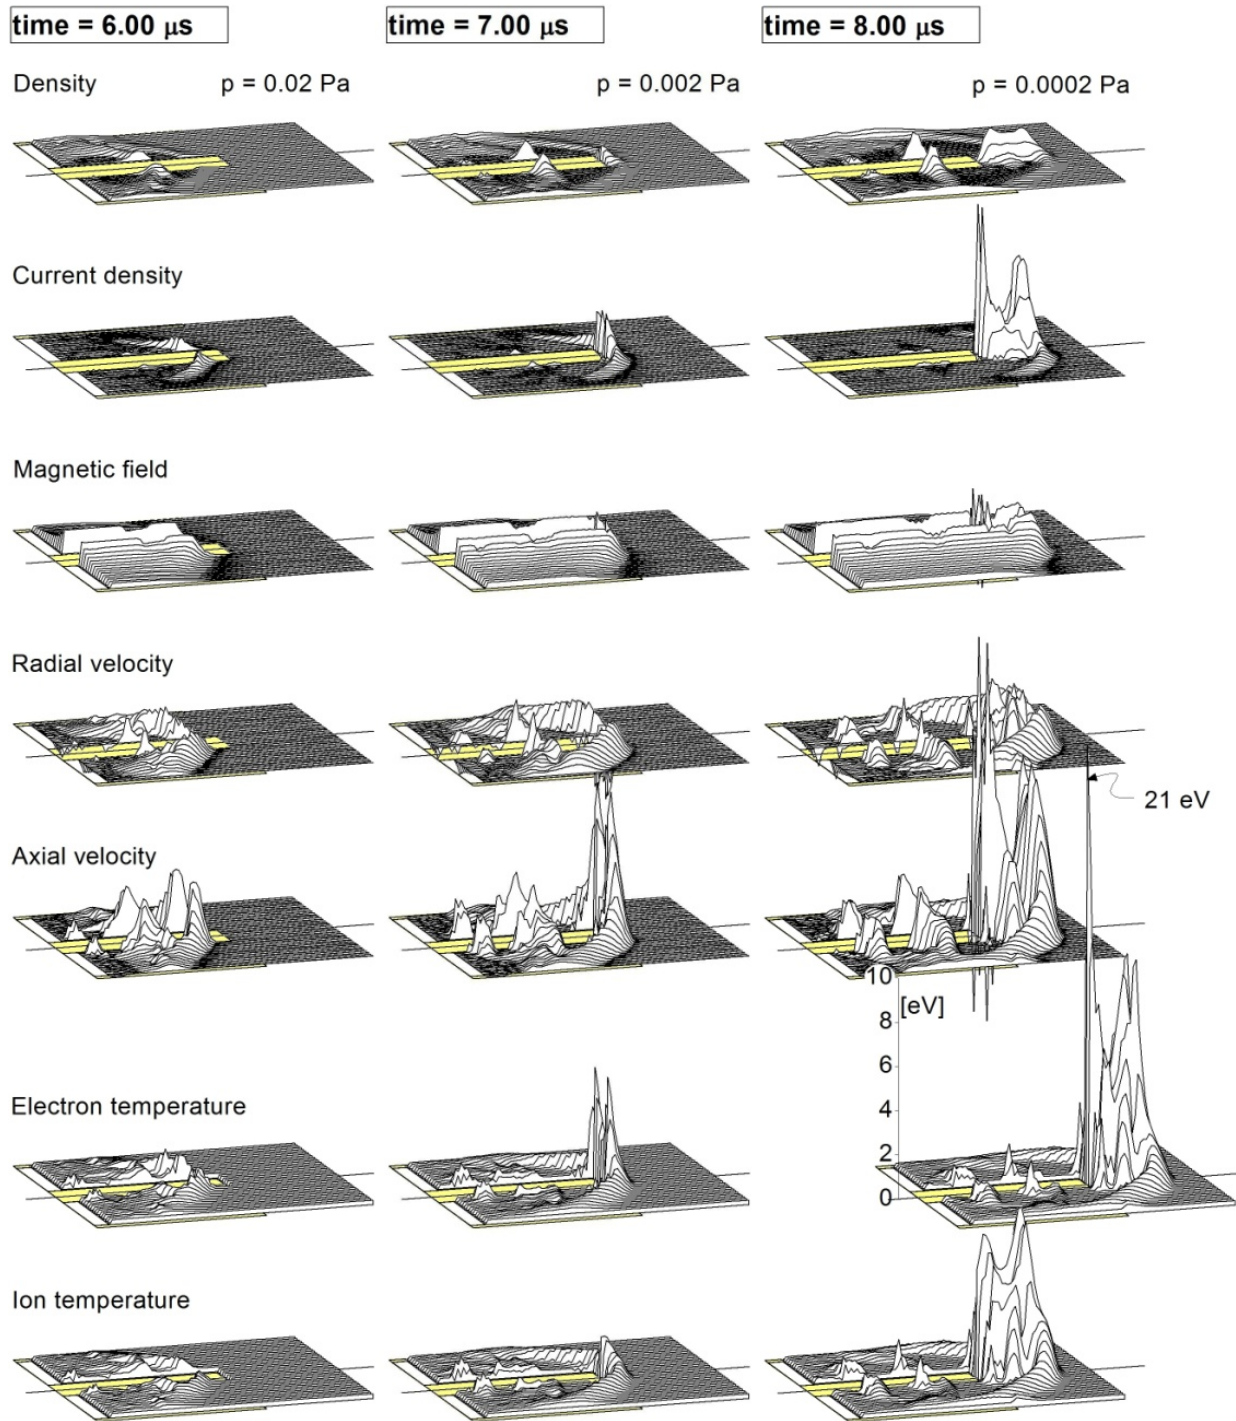 time = 6.00 μs
time = 7.00 μs
time = 8.00 μs
Density
p = 0.02 Pa
p = 0.002 Pa
p = 0.0002 Pa
Current density
Magnetic field
Radial velocity
21 eV
Axial velocity
10
[eV]
8
6
4
2
0
Electron temperature
Ion temperature